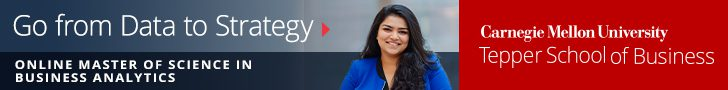 Go from Data to Strategy
ONLINE MASTER OF SCIENCE IN
BUSINESS ANALYTICS
Carnegie Mellon University
Tepper School of Business